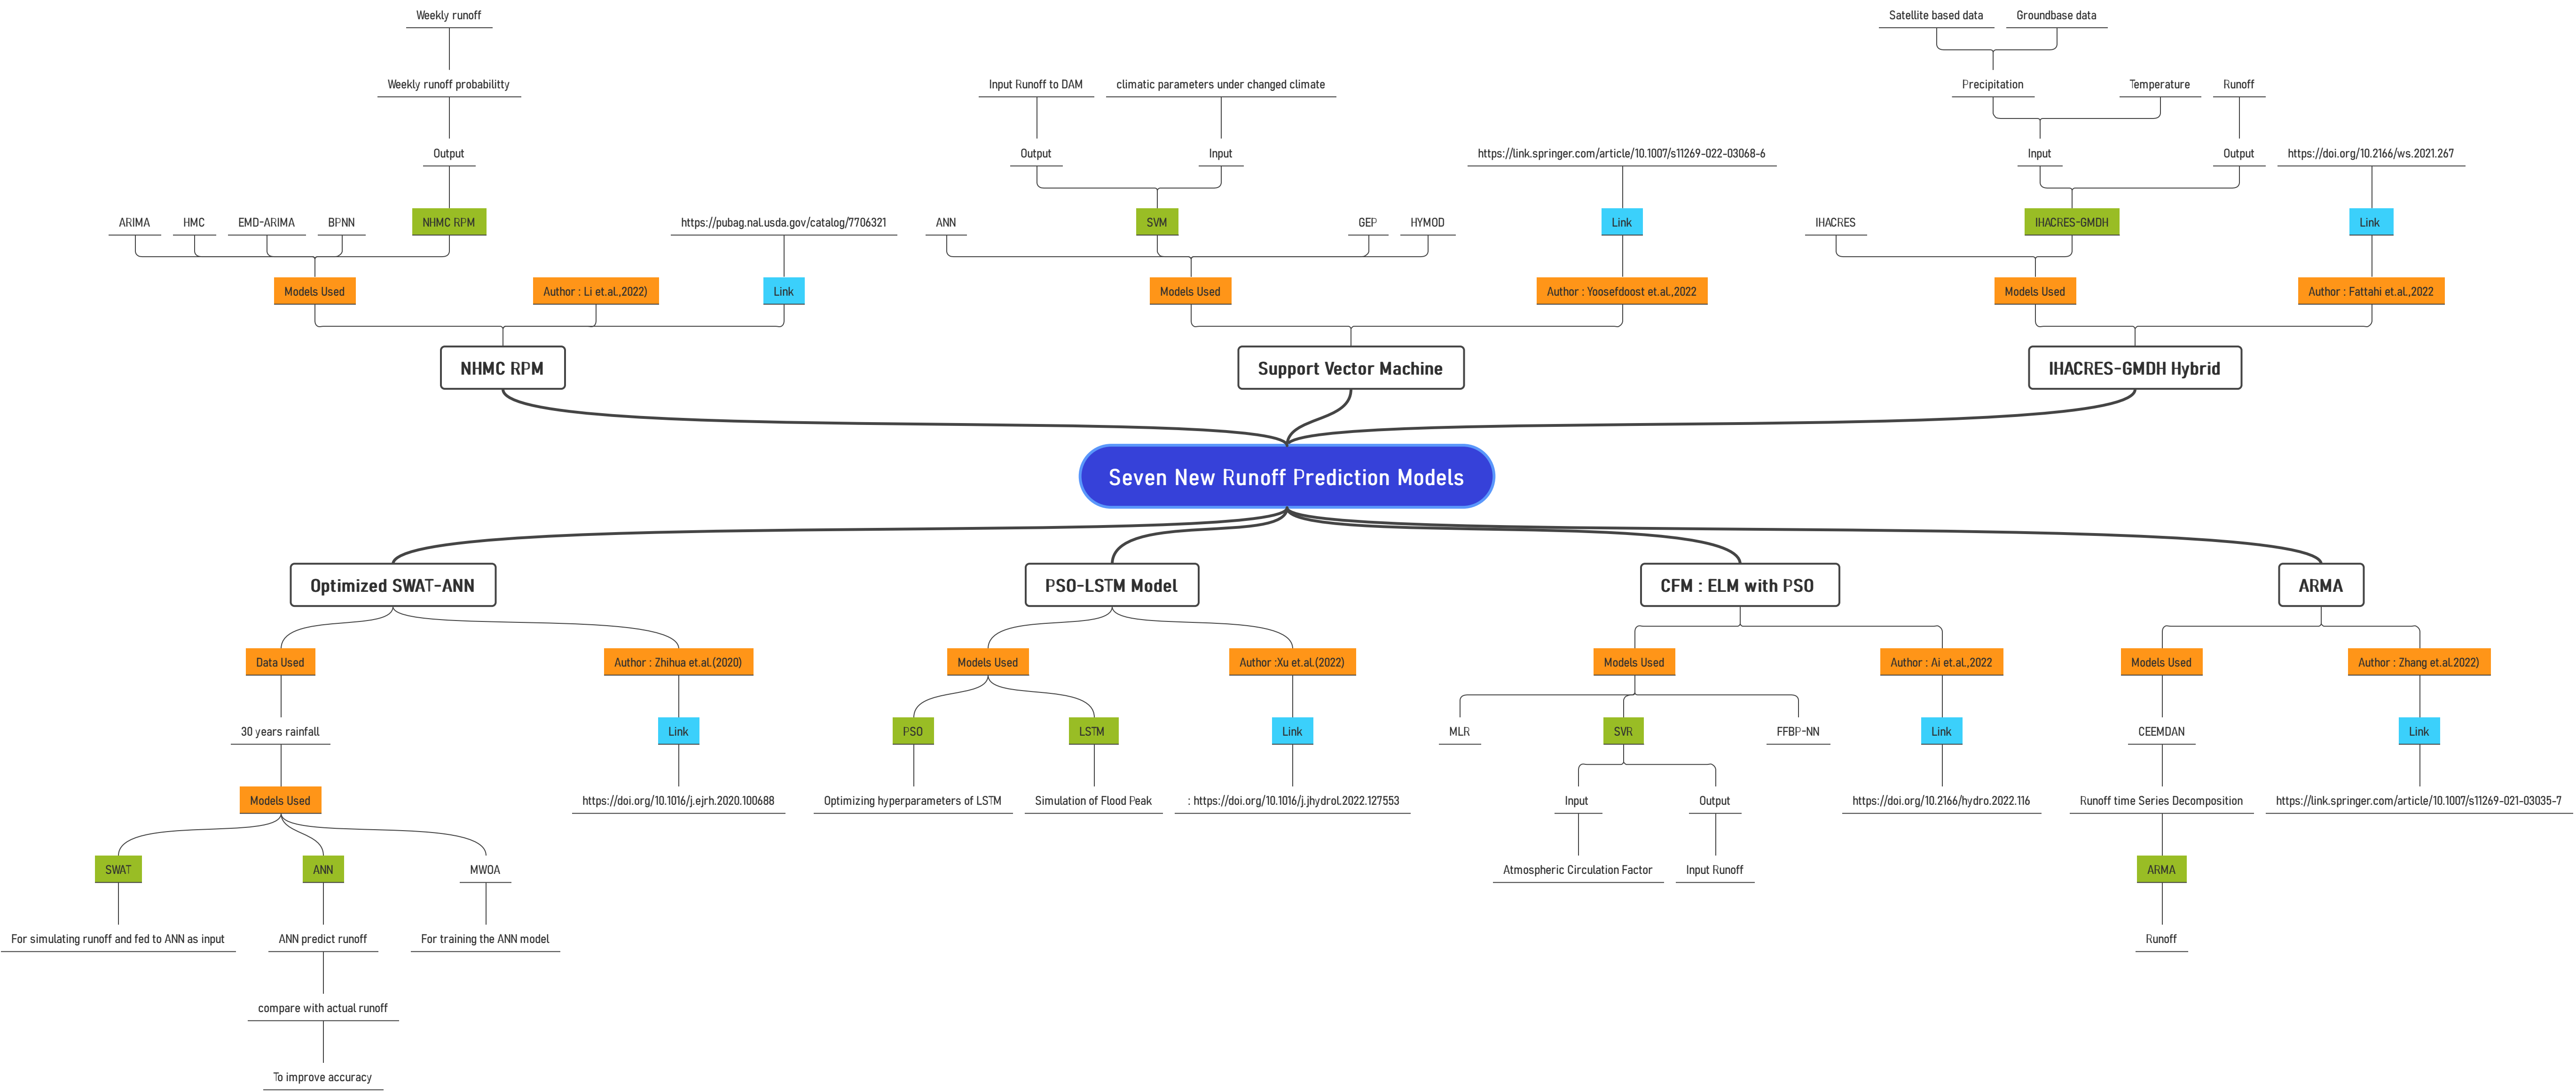 Weekly runoff
Satellite based data
Groundbase data
Weekly runoff probabilitty
Input Runoff to DAM
climatic parameters under changed climate
Precipitation
Temperature
Runoff
Output
Output
Input
https://link.springer.com/article/10.1007/s11269-022-03068-6
Input
Output
https://doi.org/10.2166/ws.2021.267
ARIMA
HMC
EMD-ARIMA
BPNN
NHMC RPM
https://pubag.nal.usda.gov/catalog/7706321
ANN
SVM
GEP
HYMOD
Link
IHACRES
IHACRES-GMDH
Link
Models Used
Author : Li et.al.,2022)
Link
Models Used
Author : Yoosefdoost et.al.,2022
Models Used
Author : Fattahi et.al.,2022
NHMC RPM
Support Vector Machine
IHACRES-GMDH Hybrid
Seven New Runoff Prediction Models
Optimized SWAT-ANN
PSO-LSTM Model
CFM : ELM with PSO
ARMA
Data Used
Author : Zhihua et.al.(2020)
Models Used
Author :Xu et.al.(2022)
Models Used
Author : Ai et.al.,2022
Models Used
Author : Zhang et.al.2022)
30 years rainfall
Link
PSO
LSTM
Link
MLR
SVR
FFBP-NN
Link
CEEMDAN
Link
Models Used
https://doi.org/10.1016/j.ejrh.2020.100688
Optimizing hyperparameters of LSTM
Simulation of Flood Peak
: https://doi.org/10.1016/j.jhydrol.2022.127553
Input
Output
https://doi.org/10.2166/hydro.2022.116
Runoff time Series Decomposition
https://link.springer.com/article/10.1007/s11269-021-03035-7
SWAT
ANN
MWOA
Atmospheric Circulation Factor
Input Runoff
ARMA
For simulating runoff and fed to ANN as input
ANN predict runoff
For training the ANN model
Runoff
compare with actual runoff
To improve accuracy